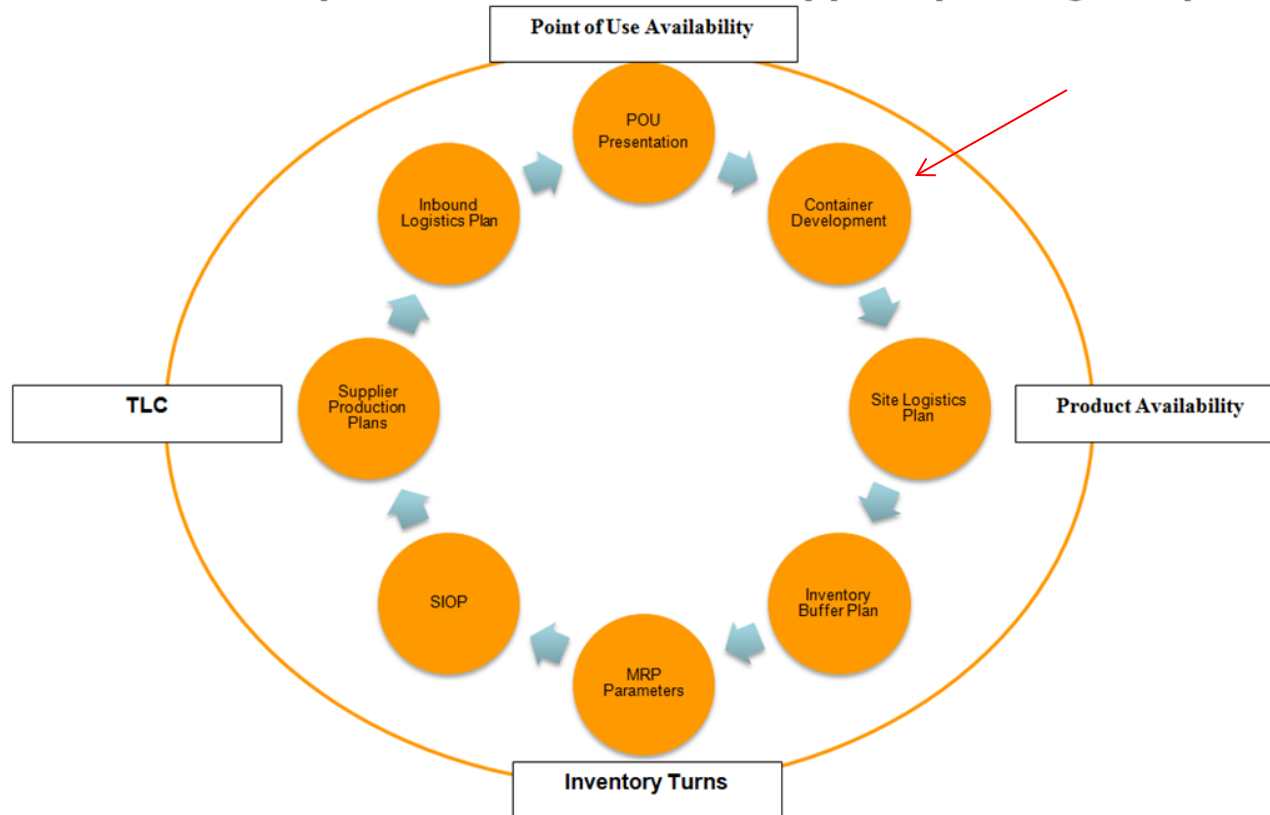 Point of Use Availability
POU
Presentation
Inbound
Logistics Plan
Container
Development
TLC
Supplier
Production
Plans
Site Logistics
Plan
Product Availability
SIOP
Inventory
Buffer Plan
MRP
Parameters
Inventory Turns